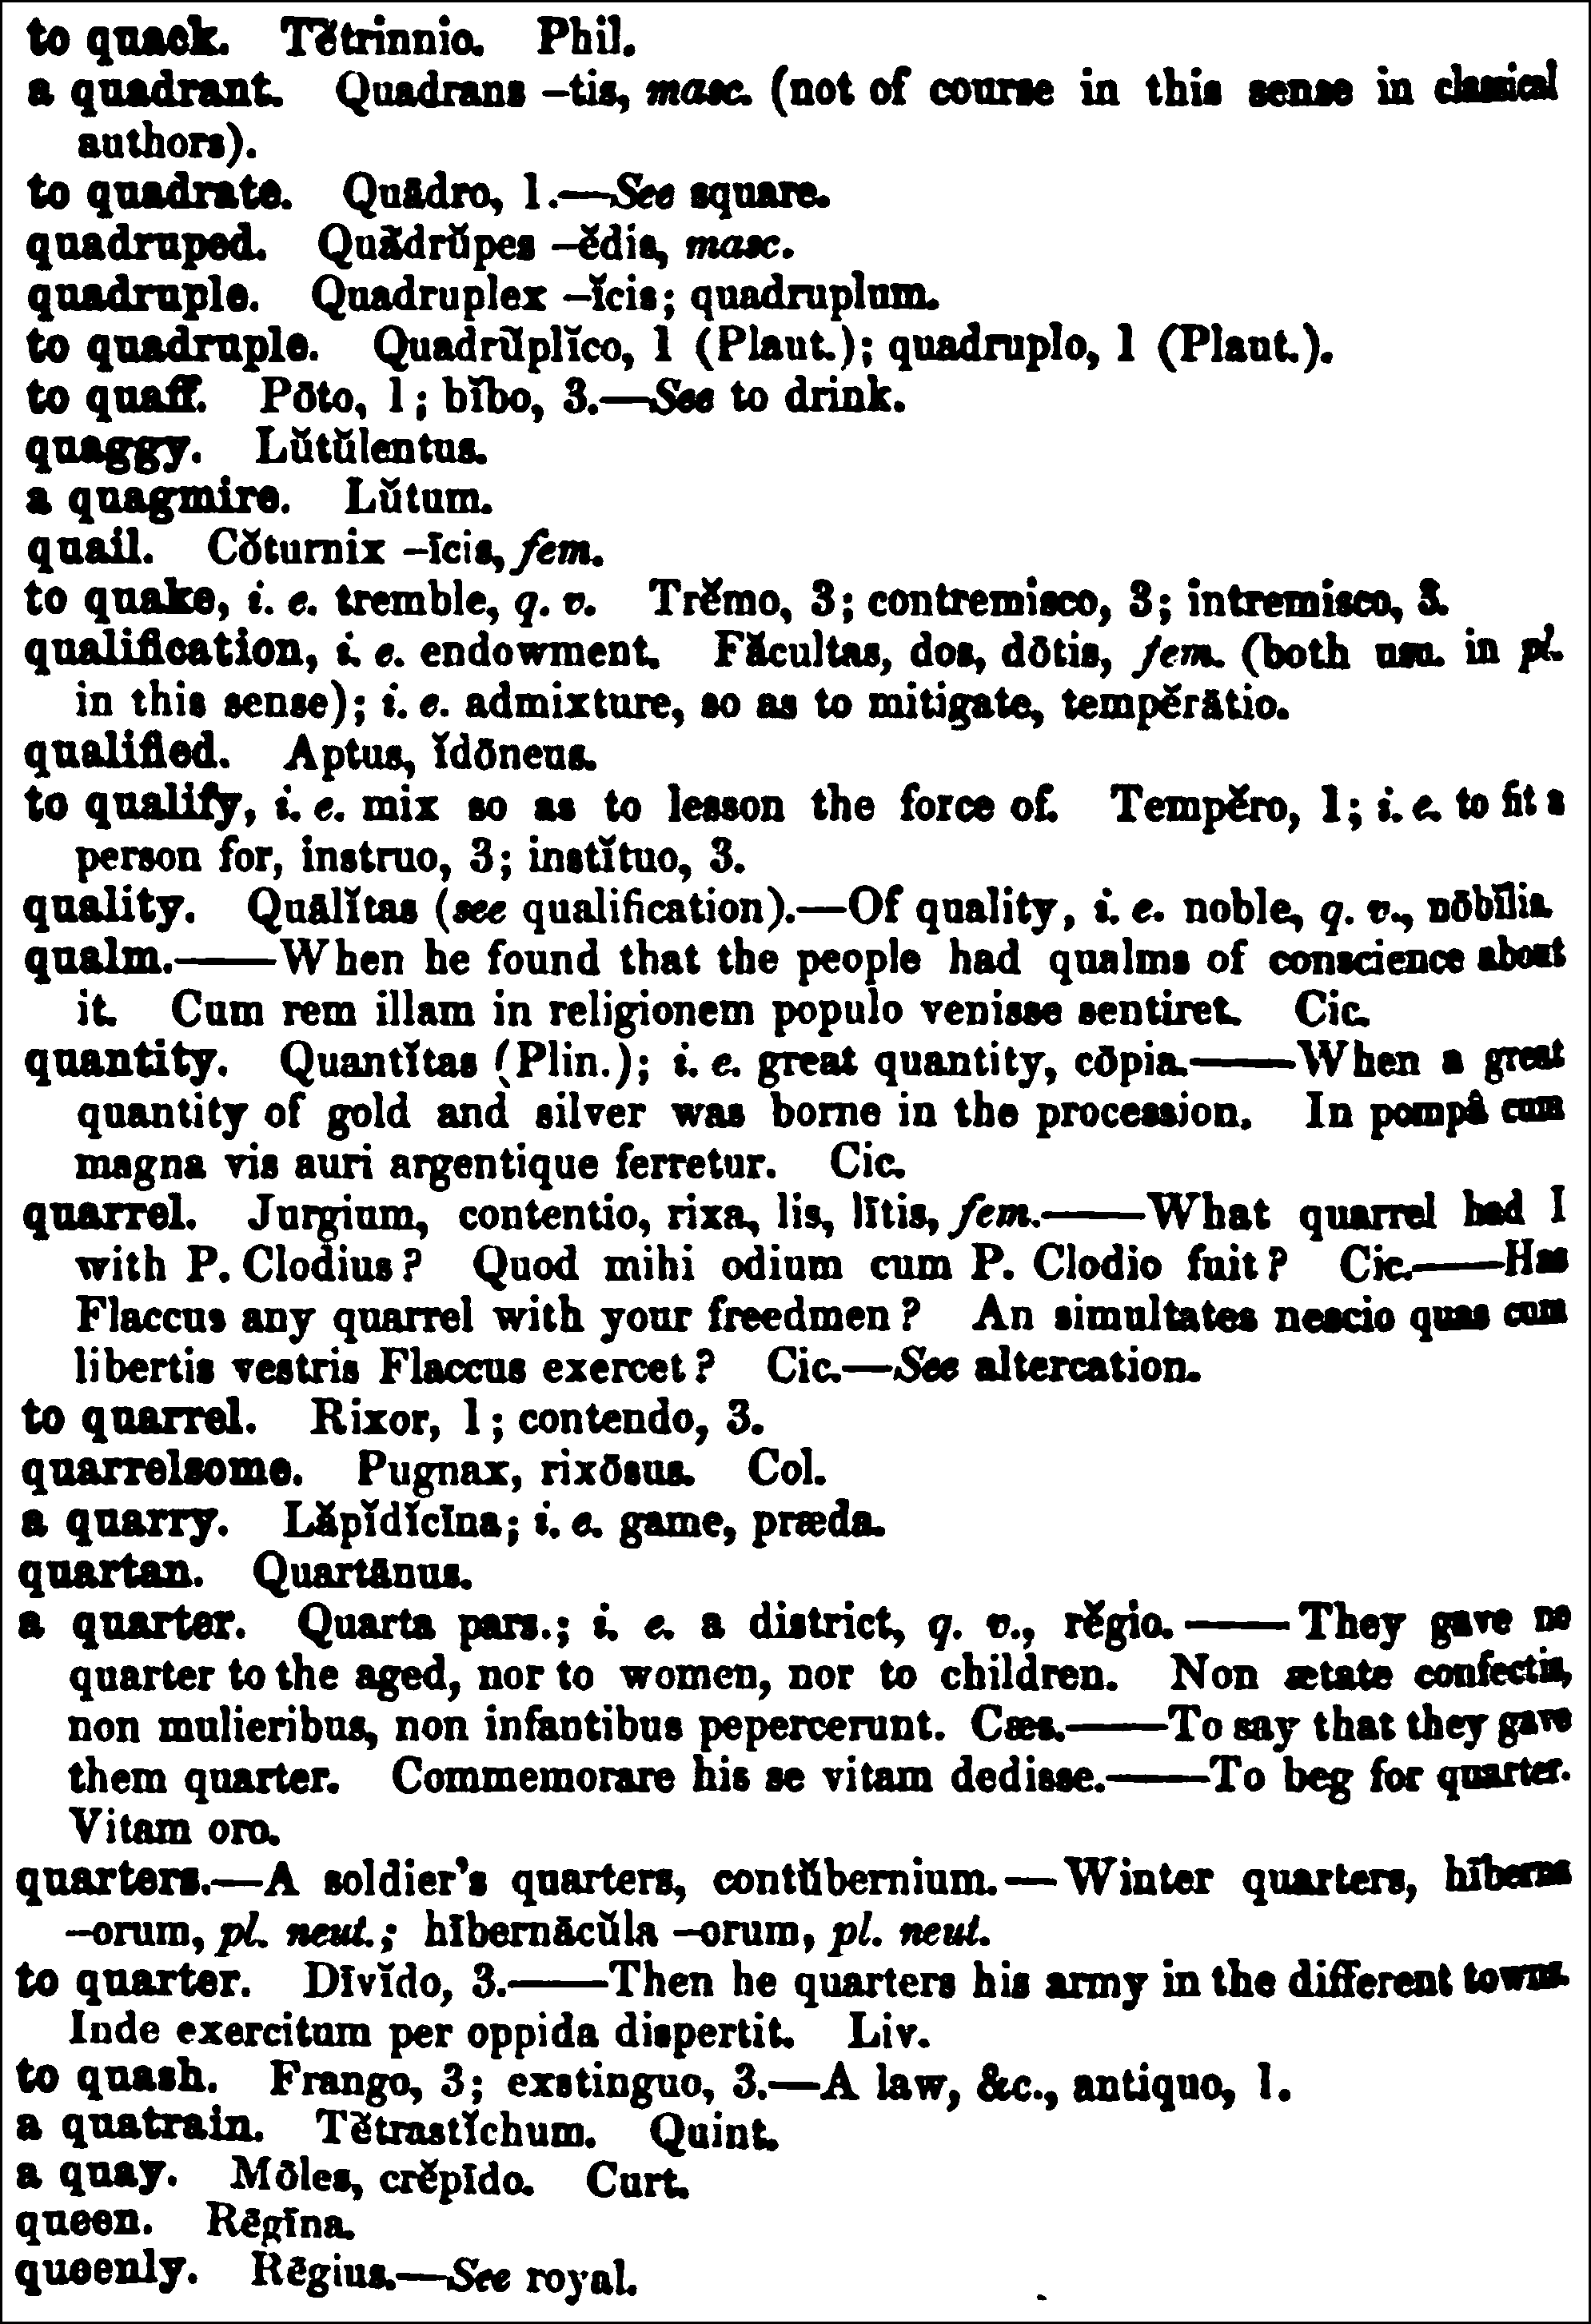 to quack. Tĕtrinnio. Phil.
a quadrant. Quadrans –tis, masc. (not of course in this sense in classical
authors).
to quadrate. Quādro, 1.—See square.
quadruped. Quădrŭpes –ĕdis, masc.
quadruple. Quadruplex –ĭcis; quadruplum.
to quadruple. Quadrŭplĭco, 1 (Plaut.); quadruplo, 1 (Plaut.).
to quaff. Pōto, 1; bĭbo, 3.—See to drink.
quaggy. Lŭtŭlentus.
a quagmire. Lŭtum.
quail. Cŏturnix –īcis, fem.
to quake, i. e. tremble, q. v. Trĕmo, 3; contremisco, 3; intremisco, 3.
qualification, i. e. endowment. Făcultas, dos, dōtis, fem. (both usu. in pl.
in this sense); i. e. admixture, so as to mitigate, tempĕrātio.
qualified. Aptus, ĭdōneus.
to qualify, i. e. mix so as to lesson the force of. Tempĕro, 1; i. e. to fit a
person for, instruo, 3; instĭtuo, 3.
quality. Quālĭtas (see qualification).—Of quality, i. e. noble, q. v., nōbĭlis.
qualm.——When he found that the people had qualms of conscience about
it. Cum rem illam in religionem populo venisse sentiret. Cic.
quantity. Quantĭtas (Plin.); i. e. great quantity, cōpia.——When a great
quantity of gold and silver was borne in the procession. In pompâ cum
magna vis auri argentique ferretur. Cic.
quarrel. Jurgium, contentio, rixa, lis, lītis, fem.——What quarrel had I
with P. Clodius? Quod mihi odium cum P. Clodio fuit? Cic.——Has
Flaccus any quarrel with your freedmen? An simultates nescio quas cum
libertis vestris Flaccus exercet? Cic.—See altercation.
to quarrel. Rixor, 1; contendo, 3.
quarrelsome. Pugnax, rixōsus. Col.
a quarry. Lăpĭdĭcīna; i. e. game, præda.
quartan. Quartānus.
a quarter. Quarta pars.; i. e. a district, q. v., rĕgio.——They gave no
quarter to the aged, nor to women, nor to children. Non ætate confectis,
non mulieribus, non infantibus pepercerunt. Cæs.——To say that they gave
them quarter. Commemorare his se vitam dedisse.——To beg for quarter.
Vitam oro.
quarters.—A soldier's quarters, contŭbernium.—Winter quarters, hīberna
–orum, pl. neut.; hībernācŭla –orum, pl. neut.
to quarter. Dīvĭdo, 3.——Then he quarters his army in the different towns.
Inde exercitum per oppida dispertit. Liv.
to quash. Frango, 3; exstinguo, 3.—A law, &c., antiquo, 1.
a quatrain. Tĕtrastĭchum. Quint.
a quay. Mōles, crĕpīdo. Curt.
queen. Rēgīna.
queenly. Rēgius.—See royal.